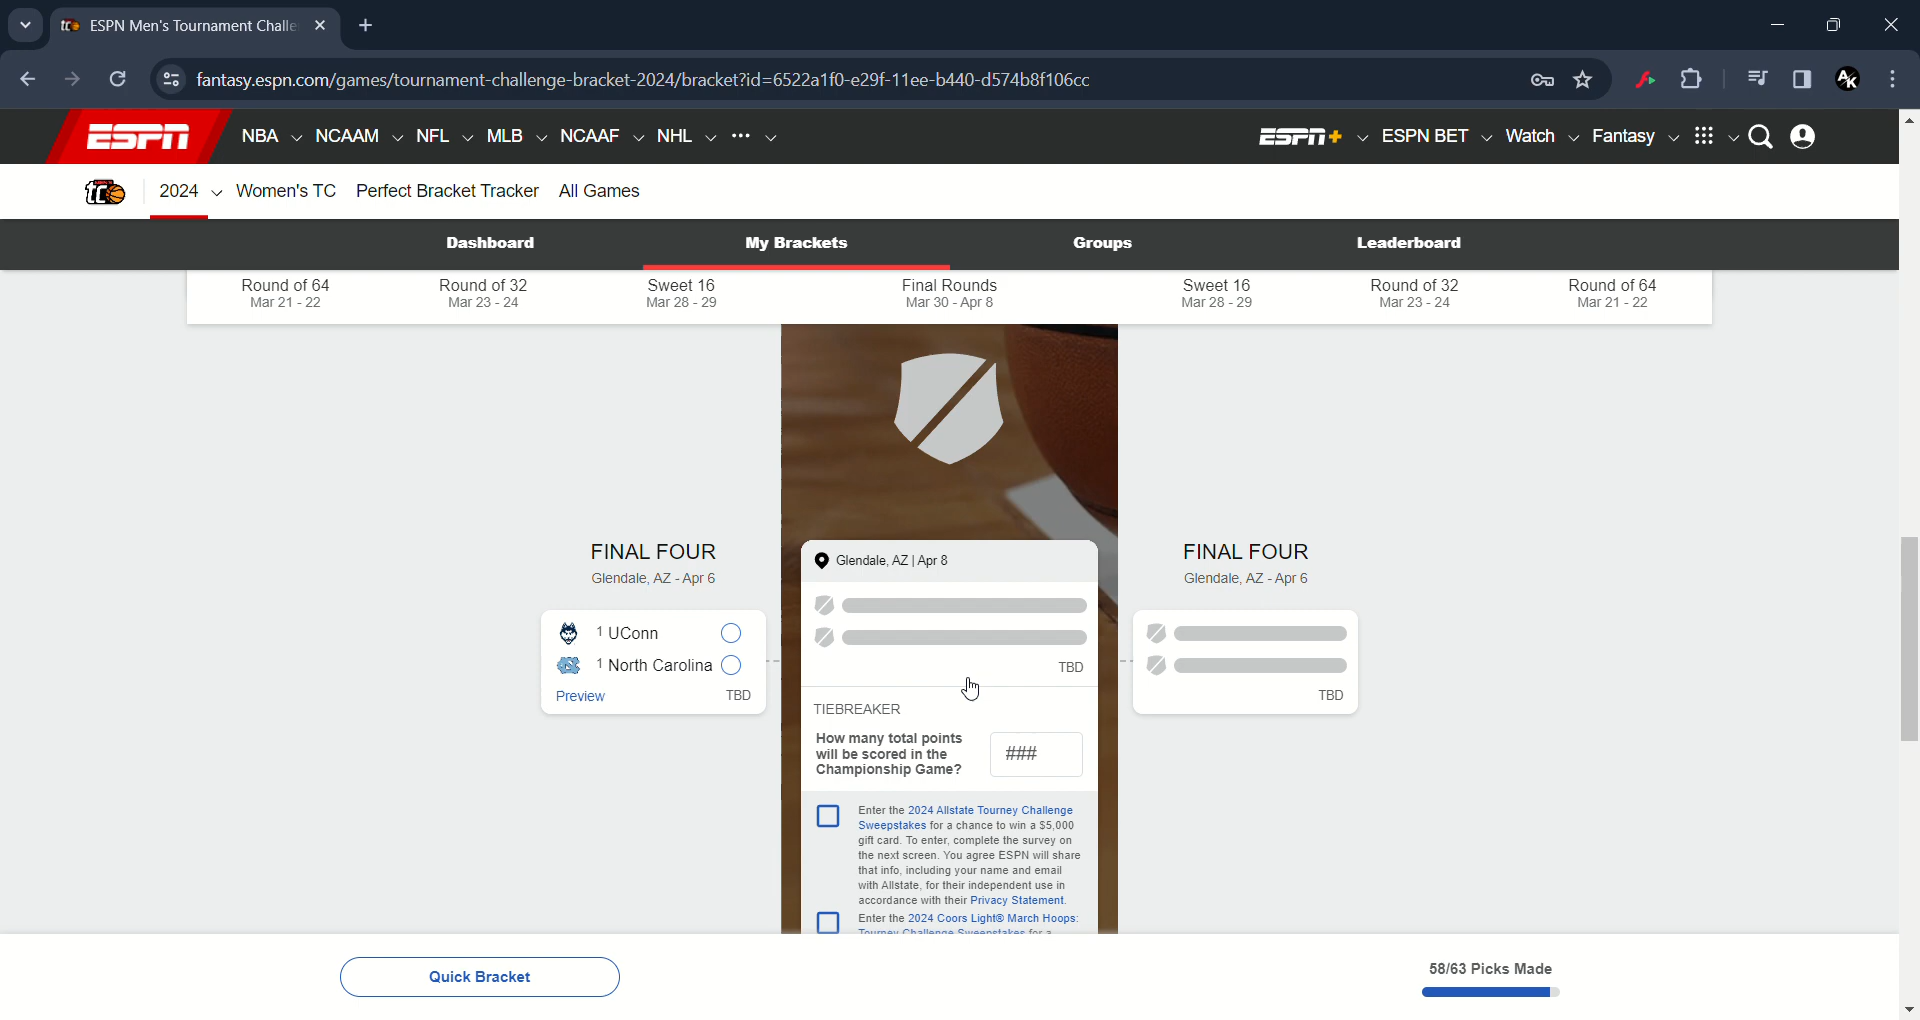 ESPN Men's Tournament Challe
fantasy.espn.com/games/tournament-challenge-bracket-2024/bracket?id=6522a1f0-e29f-11ee-b440-d574b8f106cc
AK
ESPN NBA NCAAM NFL MLB NCAAF NHL ESPN+ ESPN BET Watch Fantasy
tc 2024 Women's TC Perfect Bracket Tracker All Games
Dashboard My Brackets Groups Leaderboard
Round of 64 Round of 32 Sweet 16 Final Rounds Sweet 16 Round of 32 Round of 64
Mar 21 - 22 Mar 23 - 24 Mar 28 - 29 Mar 30 - Apr 8 Mar 28 - 29 Mar 23 - 24 Mar 21 - 22
FINAL FOUR
Glendale, AZ - Apr 6
1 UConn
1 North Carolina
Preview TBD
Glendale, AZ | Apr 8
TBD
TIEBREAKER
How many total points
will be scored in the
Championship Game?
###
Enter the 2024 Allstate Tourney Challenge
Sweepstakes for a chance to win a $5,000
gift card. To enter, complete the survey on
the next screen. You agree ESPN will share
that info, including your name and email
with Allstate, for their independent use in
accordance with their Privacy Statement.
Enter the 2024 Coors Light® March Hoops:
Tourney Challenge Sweepstakes for a
FINAL FOUR
Glendale, AZ - Apr 6
TBD
Quick Bracket
58/63 Picks Made